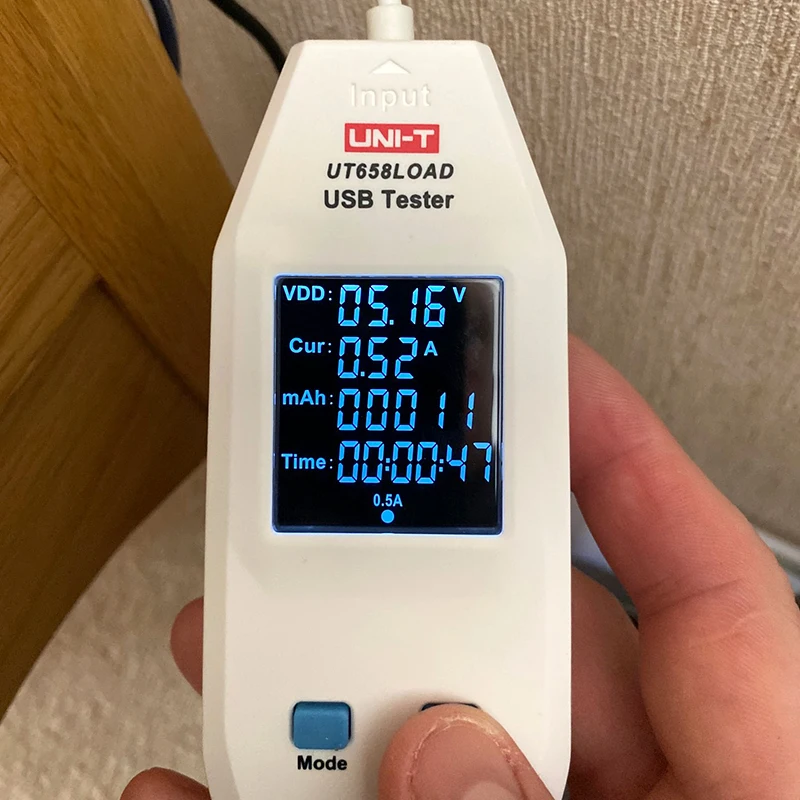 Input
UNI-T
UT658LOAD
USB Tester
VDD: 05.16 V
Cur: 0.52 A
mAh: 00011
Time: 00:00:47
0.5A
Mode